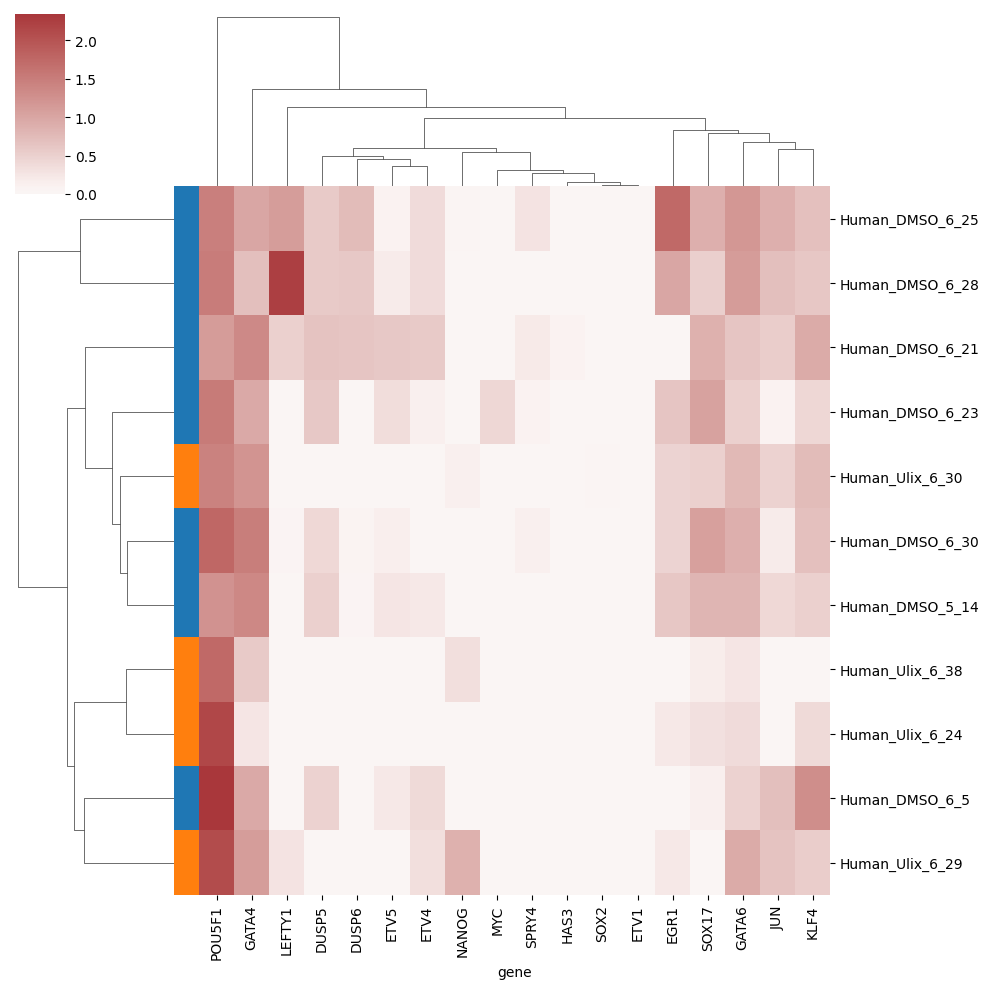 2.0
1.5
1.0
0.5
0.0
Human_DMSO_6_25
Human_DMSO_6_28
Human_DMSO_6_21
Human_DMSO_6_23
Human_Ulix_6_30
Human_DMSO_6_30
Human_DMSO_5_14
Human_Ulix_6_38
Human_Ulix_6_24
Human_DMSO_6_5
Human_Ulix_6_29
POU5F1
GATA4
LEFTY1
DUSP5
DUSP6
ETV5
ETV4
NANOG
MYC
SPRY4
HAS3
SOX2
ETV1
EGR1
SOX17
GATA6
JUN
KLF4
gene